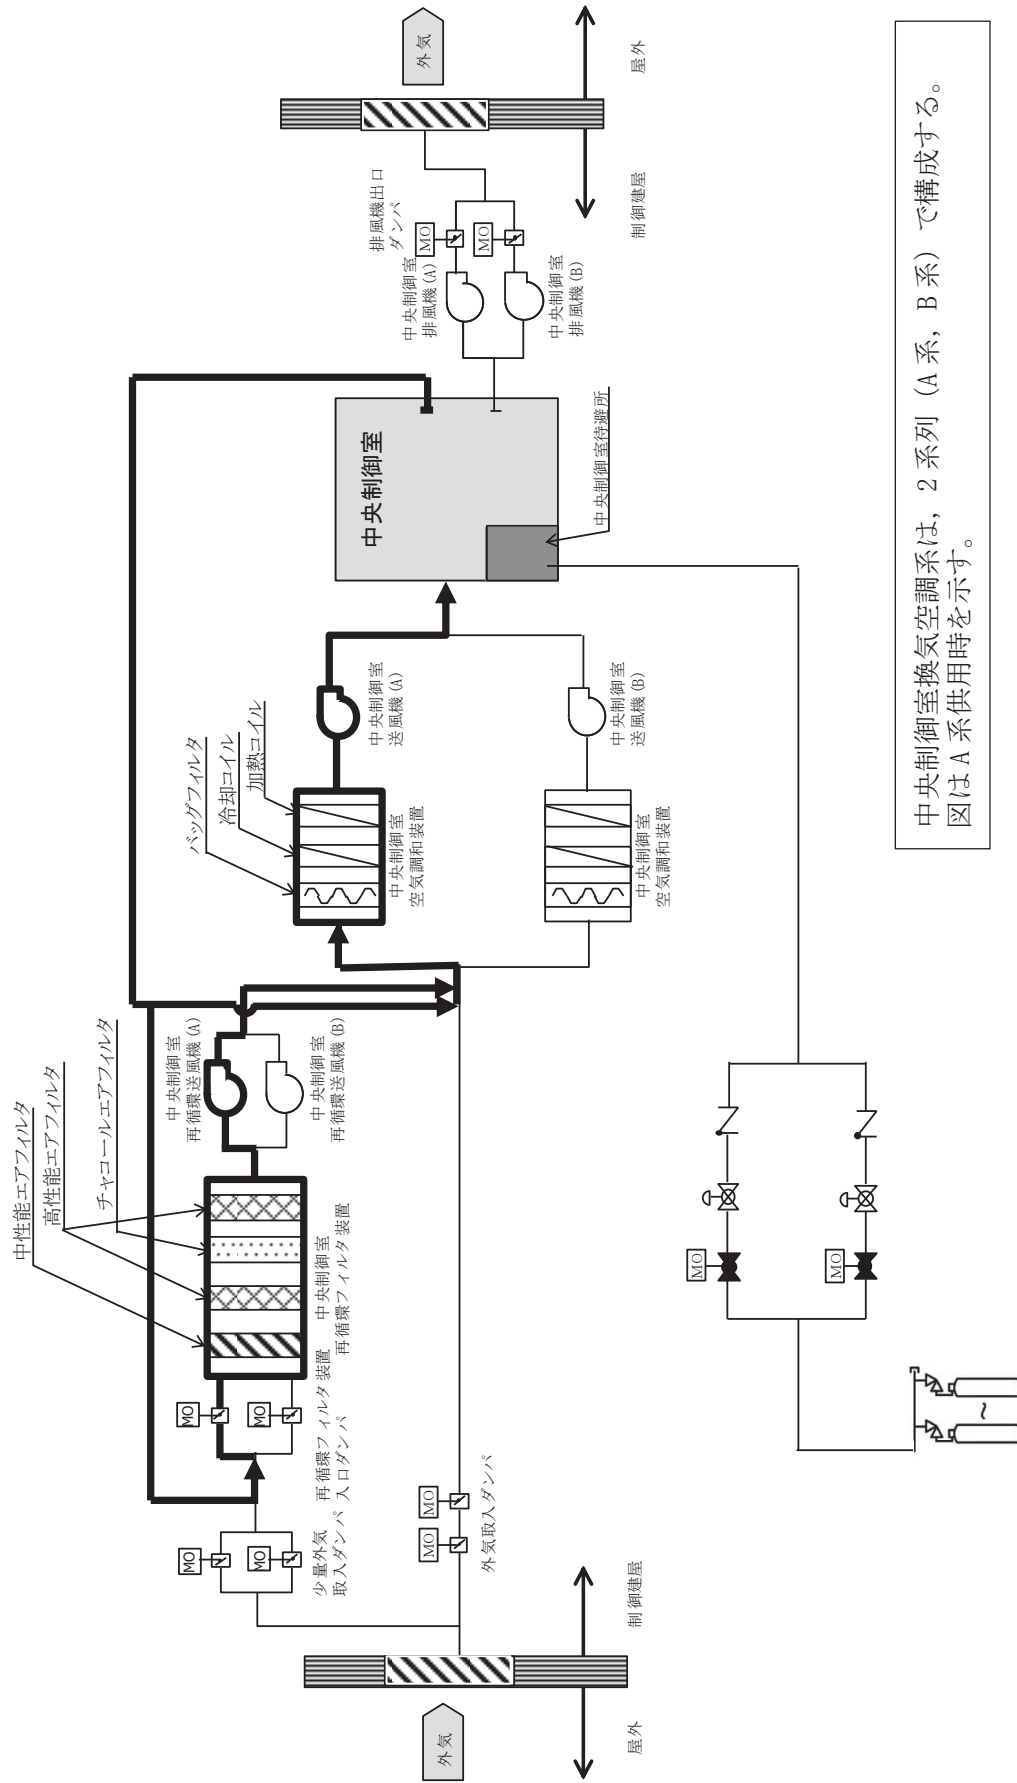 外気
屋外
制御建屋
少量外気
取入ダンパ
MO
MO
再循環フィルタ装置
入口ダンパ
MO
MO
外気取入ダンパ
MO
MO
中性能エアフィルタ
高性能エアフィルタ
チャコールエアフィルタ
中央制御室
再循環フィルタ装置
中央制御室
再循環送風機(A)
中央制御室
再循環送風機(B)
バッグフィルタ
冷却コイル
加熱コイル
中央制御室
空気調和装置
中央制御室
空気調和装置
中央制御室
送風機(A)
中央制御室
送風機(B)
中央制御室
中央制御室待避所
中央制御室
排風機(A)
中央制御室
排風機(B)
排風機出口
ダンパ
MO
MO
外気
制御建屋
屋外
MO
MO
～
中央制御室換気空調系は，２系列（A系，B系）で構成する。
図はA系供用時を示す。